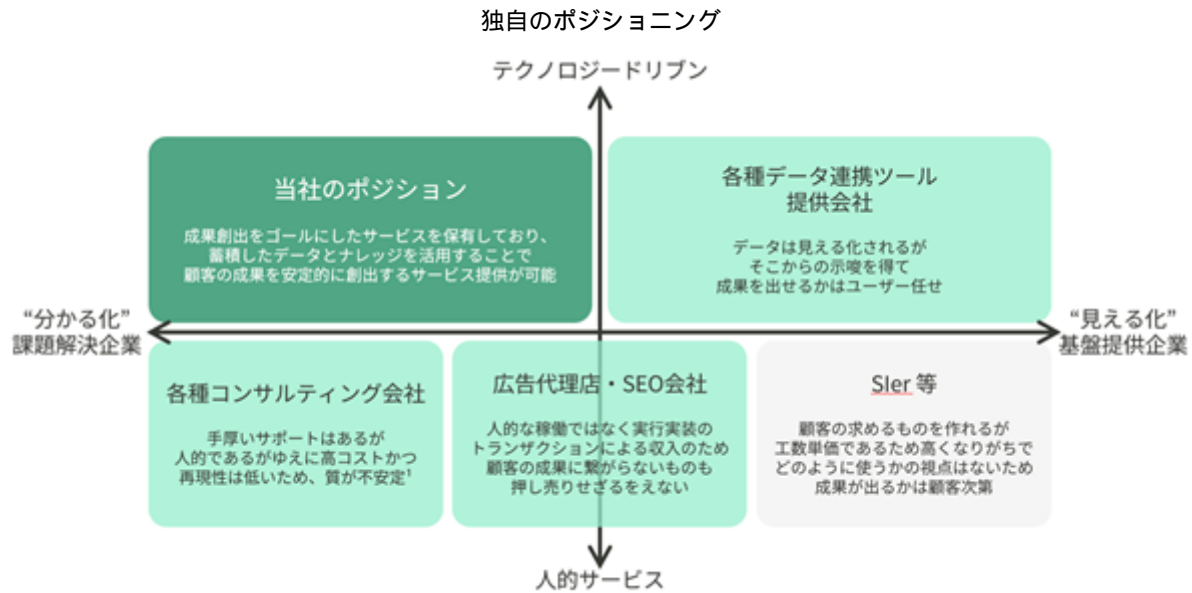 独自のポジショニング
テクノロジードリブン
当社のポジション
成果創出をゴールにしたサービスを保有しており、
蓄積したデータとナレッジを活用することで
顧客の成果を安定的に創出するサービス提供が可能
各種データ連携ツール
提供会社
データは見える化されるが
そこからの示唆を得て
成果を出せるかはユーザー任せ
“分かる化”
課題解決企業
“見える化”
基盤提供企業
各種コンサルティング会社
手厚いサポートはあるが
人的であるがゆえに高コストかつ
再現性は低いため、質が不安定¹
広告代理店・SEO会社
人的な稼働ではなく実行実装の
トランザクションによる収入のため
顧客の成果に繋がらないものも
押し売りせざるをえない
SIer 等
顧客の求めるものを作れるが
工数単価であるため高くなりがちで
どのように使うかの視点はないため
成果が出るかは顧客次第
人的サービス